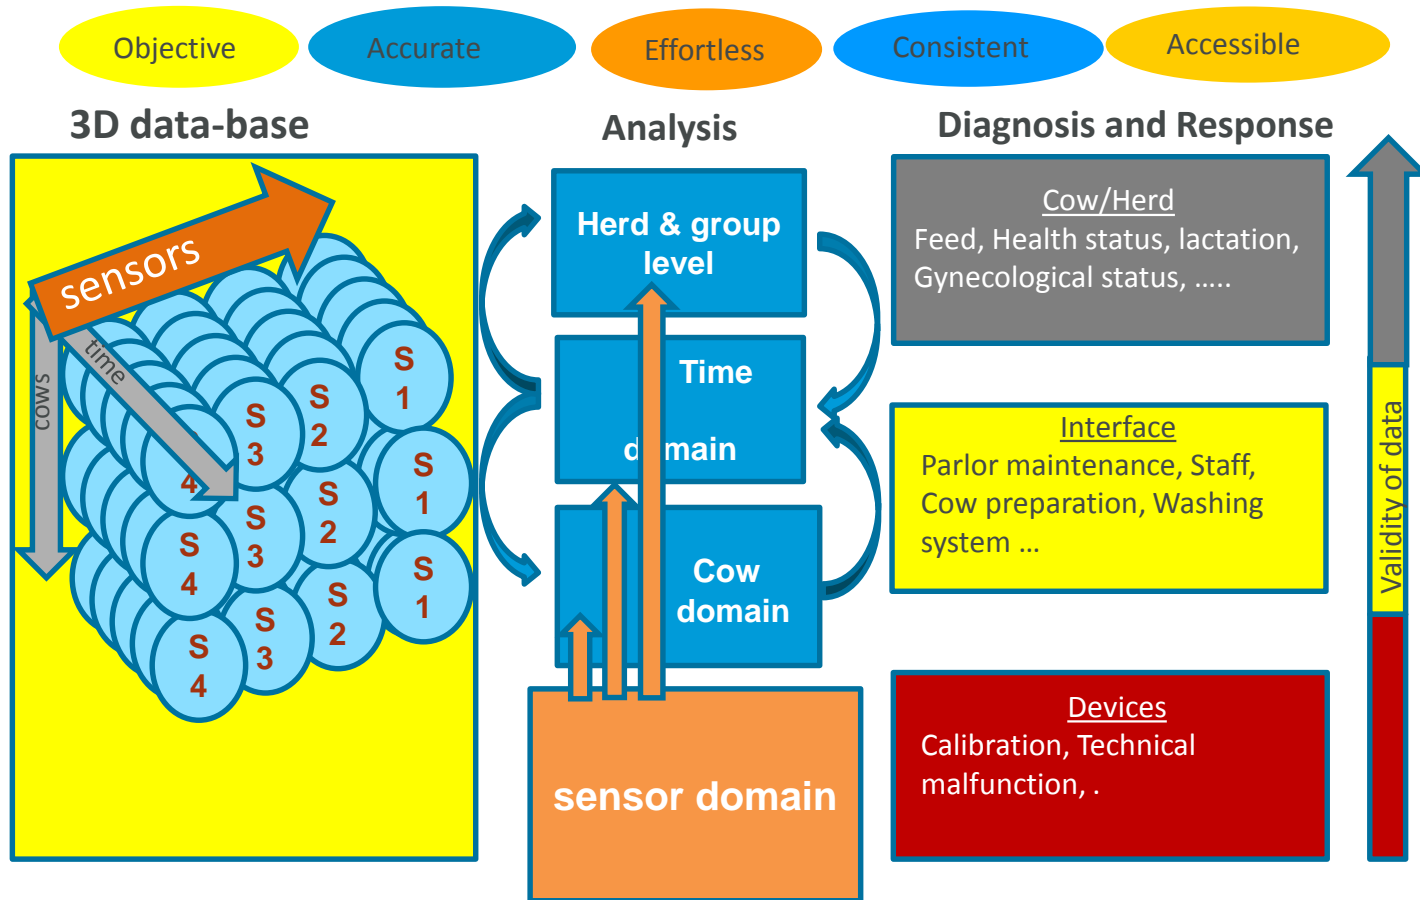 Objective
Accurate
Effortless
Consistent
Accessible
3D data-base
Analysis
Diagnosis and Response
sensors
time
cows
S
1
S
2
S
3
4
S
1
S
2
S
3
S
4
S
1
S
2
S
3
S
4
Herd & group
level
Time
domain
Cow
domain
sensor domain
Cow/Herd
Feed, Health status, lactation,
Gynecological status, .....
Interface
Parlor maintenance, Staff,
Cow preparation, Washing
system ...
Devices
Calibration, Technical
malfunction, .
Validity of data